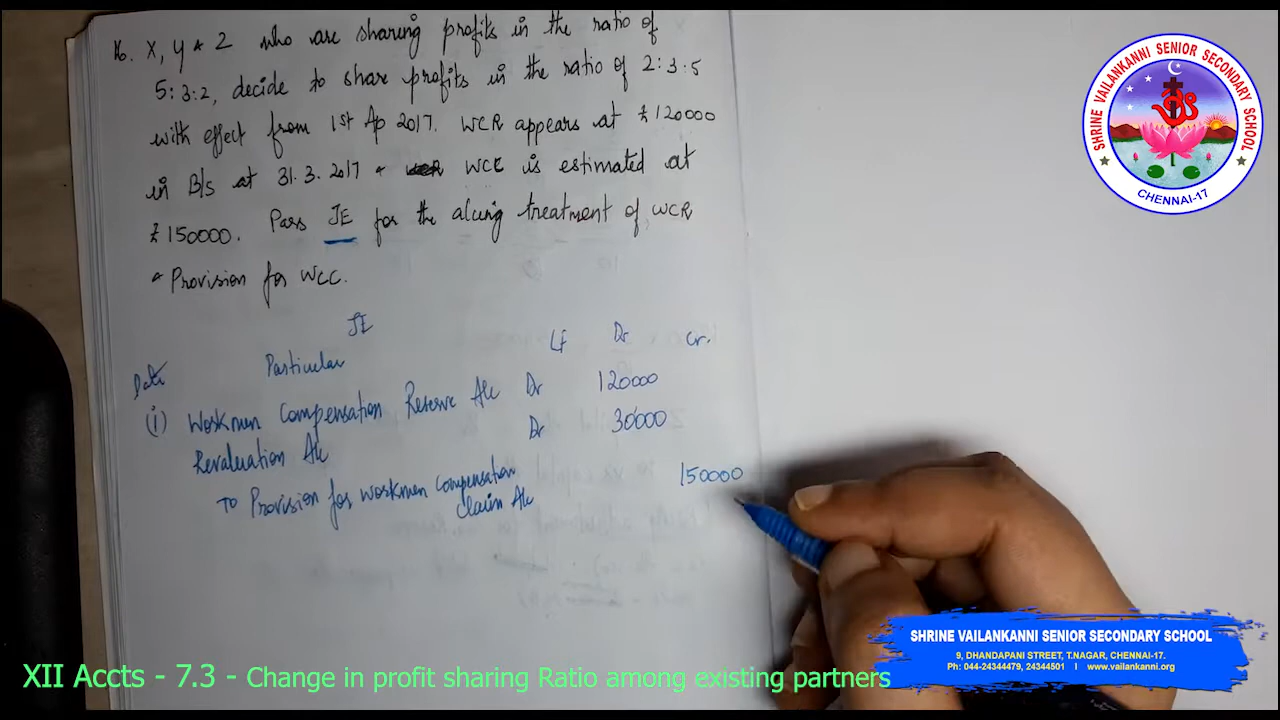 16. X, Y & Z who are sharing profits in the ratio of
5:3:2, decide to share profits in the ratio of 2:3:5
with effect from 1st Ap 2017. WCR appears at ₹120000
in B/s at 31.3.2017 & WCC is estimated at
₹150000. Pass JE for the a/cing treatment of WCR
& Provision for WCC.
JE
Date Particular LF Dr Cr.
(i) Workmen Compensation Reserve A/c Dr 120000
Revaluation A/c Dr 30000
To Provision for workmen compensation
claim A/c 150000
SHRINE VAILANKANNI SENIOR SECONDARY SCHOOL
CHENNAI-17
SHRINE VAILANKANNI SENIOR SECONDARY SCHOOL
9, DHANDAPANI STREET, T.NAGAR, CHENNAI-17.
Ph: 044-24344479, 24344501 I www.vailankanni.org
XII Accts - 7.3 - Change in profit sharing Ratio among existing partners